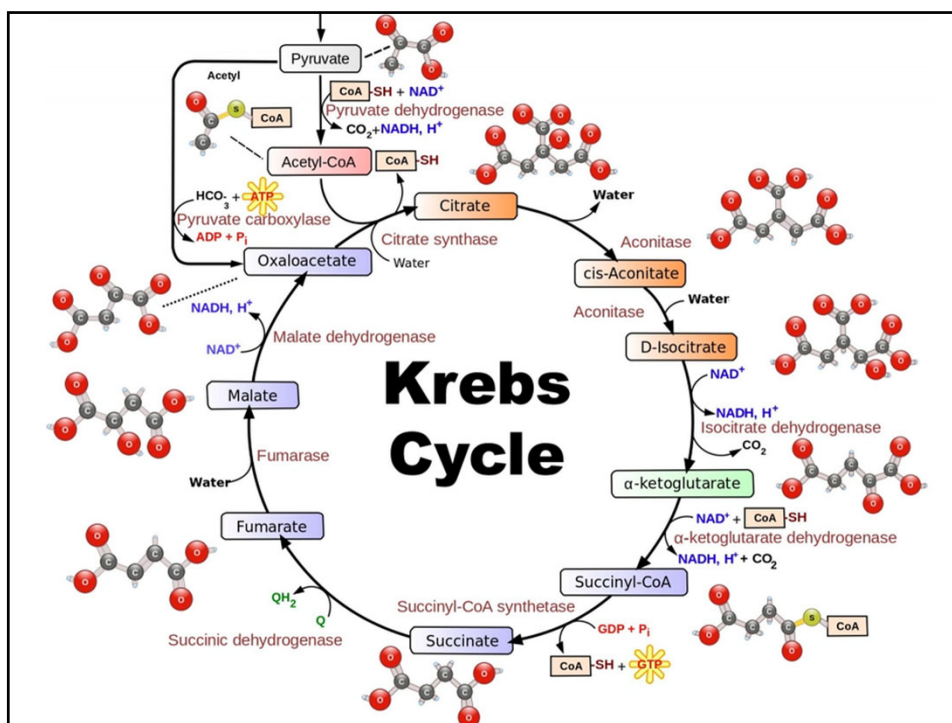 Pyruvate
Acetyl
CoA -SH + NAD⁺
Pyruvate dehydrogenase
CO₂+NADH, H⁺
S CoA
Acetyl-CoA
CoA -SH
Citrate
Water
HCO₃⁻ + ATP
Pyruvate carboxylase
ADP + Pᵢ
Citrate synthase
Water
Oxaloacetate
Aconitase
cis-Aconitate
Water
Aconitase
D-Isocitrate
NADH, H⁺
Malate dehydrogenase
NAD⁺
NAD⁺
NADH, H⁺
Isocitrate dehydrogenase
CO₂
Malate
Krebs
Cycle
Fumarase
Water
α-ketoglutarate
NAD⁺ + CoA -SH
α-ketoglutarate dehydrogenase
NADH, H⁺ + CO₂
Fumarate
Succinyl-CoA
QH₂
Q
Succinic dehydrogenase
Succinyl-CoA synthetase
GDP + Pᵢ
Succinate
CoA -SH + GTP
S CoA